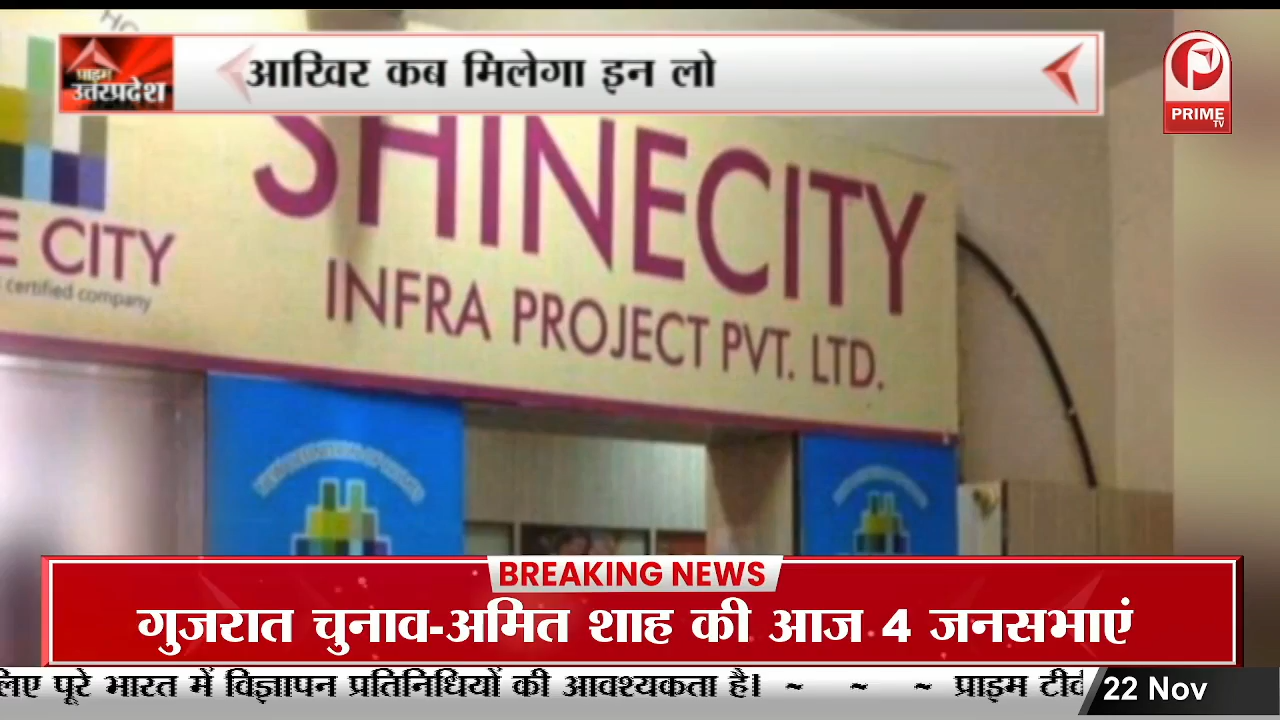 प्राइम
उत्तरप्रदेश
आखिर कब मिलेगा इन लो
PRIME
TV
SHINECITY
INFRA PROJECT PVT. LTD.
E CITY
certified company
BREAKING NEWS
गुजरात चुनाव-अमित शाह की आज 4 जनसभाएं
लिए पूरे भारत में विज्ञापन प्रतिनिधियों की आवश्यकता है। ~ ~ ~ प्राइम टीवी
22 Nov